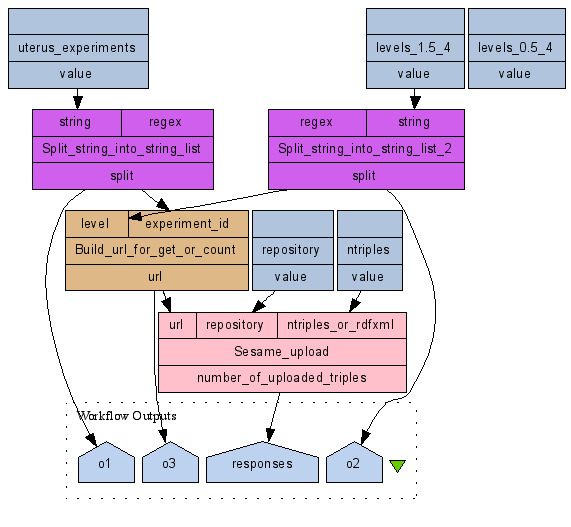 uterus_experiments
value
levels_1.5_4
value
levels_0.5_4
value
string regex
Split_string_into_string_list
split
regex string
Split_string_into_string_list_2
split
level experiment_id
Build_url_for_get_or_count
url
repository
value
ntriples
value
url repository ntriples_or_rdfxml
Sesame_upload
number_of_uploaded_triples
Workflow Outputs
o1 o3 responses o2